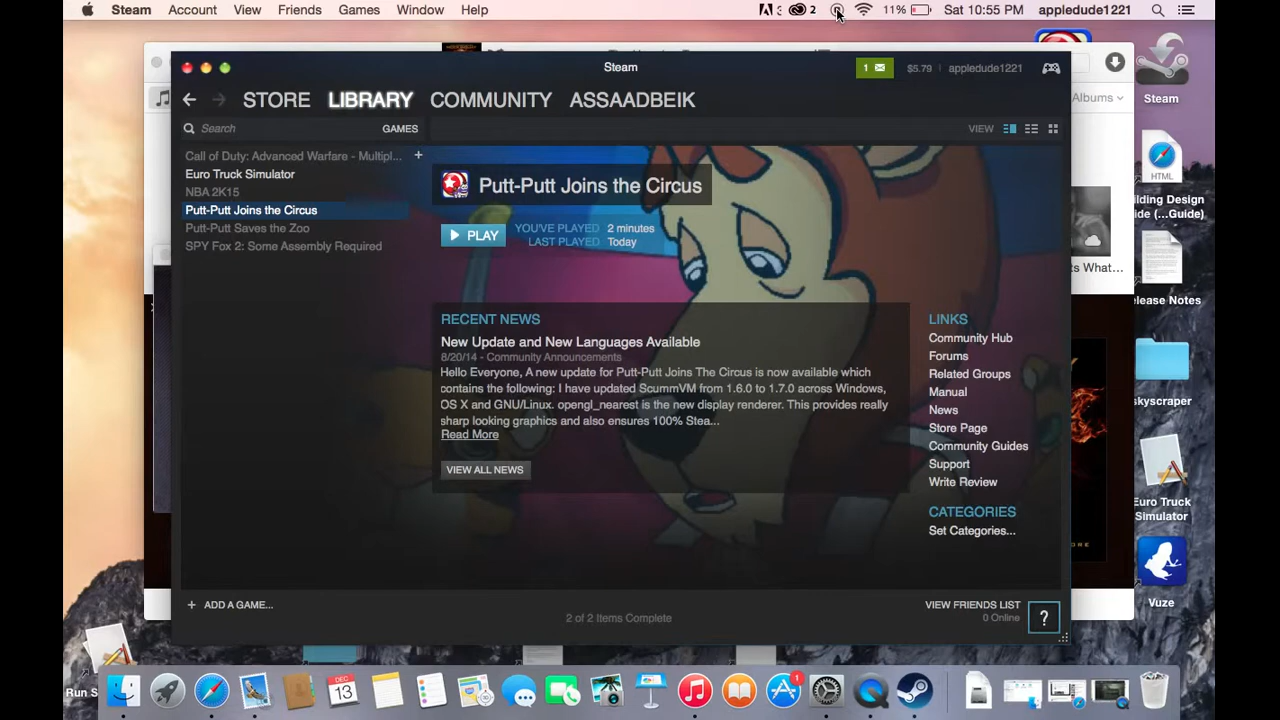 Steam Account View Friends Games Window Help 2 11% Sat 10:55 PM appledude1221
Steam
1 $5.79 appledude1221
STORE LIBRARY COMMUNITY ASSAADBEIK
Albums
Search GAMES VIEW
Call of Duty: Advanced Warfare - Multipl... +
Euro Truck Simulator
NBA 2K15
Putt-Putt Joins the Circus
Putt-Putt Saves the Zoo
SPY Fox 2: Some Assembly Required
Putt-Putt Joins the Circus
PLAY
YOU'VE PLAYED 2 minutes
LAST PLAYED Today
RECENT NEWS
New Update and New Languages Available
8/20/14 - Community Announcements
Hello Everyone, A new update for Putt-Putt Joins The Circus is now available which
contains the following: I have updated ScummVM from 1.6.0 to 1.7.0 across Windows,
OS X and GNU/Linux. opengl_nearest is the new display renderer. This provides really
sharp looking graphics and also ensures 100% Stea...
Read More
VIEW ALL NEWS
LINKS
Community Hub
Forums
Related Groups
Manual
News
Store Page
Community Guides
Support
Write Review
CATEGORIES
Set Categories...
+ ADD A GAME...
2 of 2 Items Complete
VIEW FRIENDS LIST
0 Online
?
Steam
HTML
ilding Design
ide (...Guide)
ts What...
lease Notes
skyscraper
Euro Truck
Simulator
Vuze
Run S
DEC
13
1